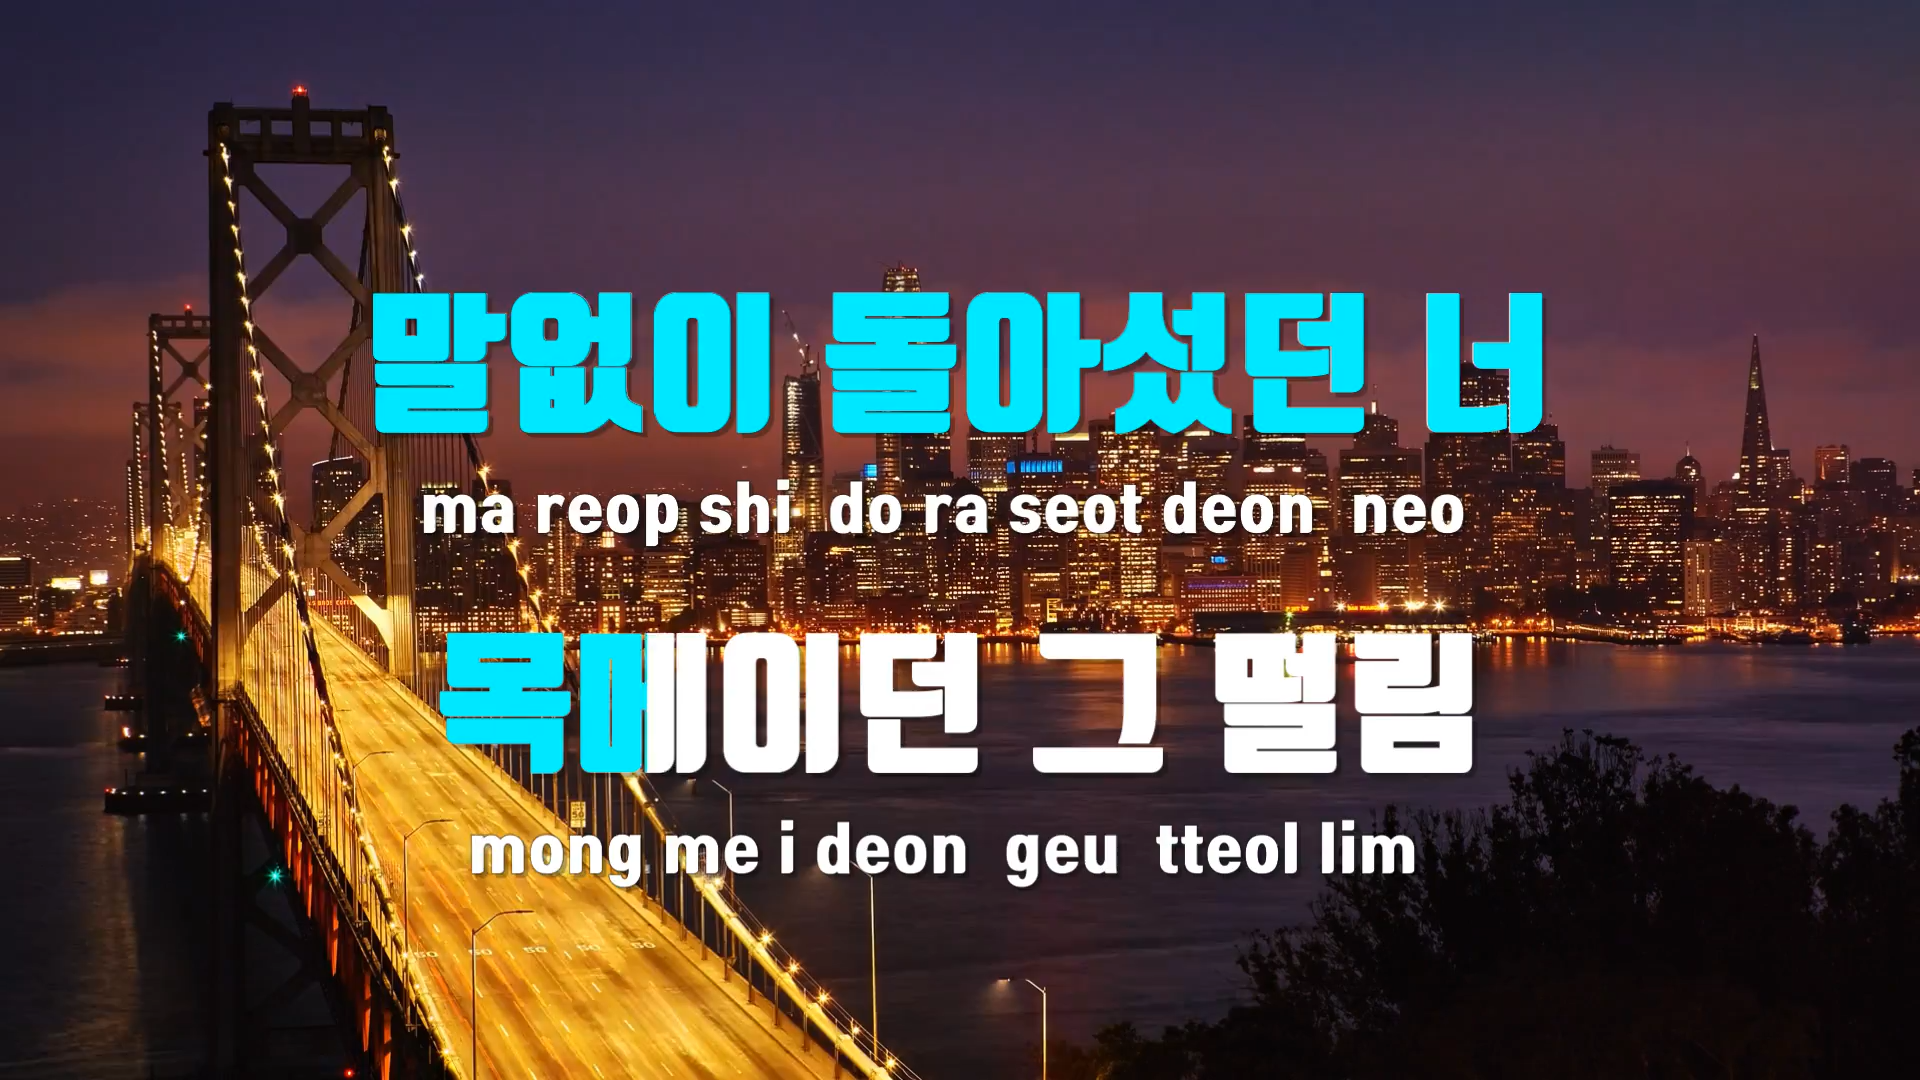 말없이 돌아섰던 너
ma reop shi do ra seot deon neo
목메이던 그 떨림
mong me i deon geu tteol lim